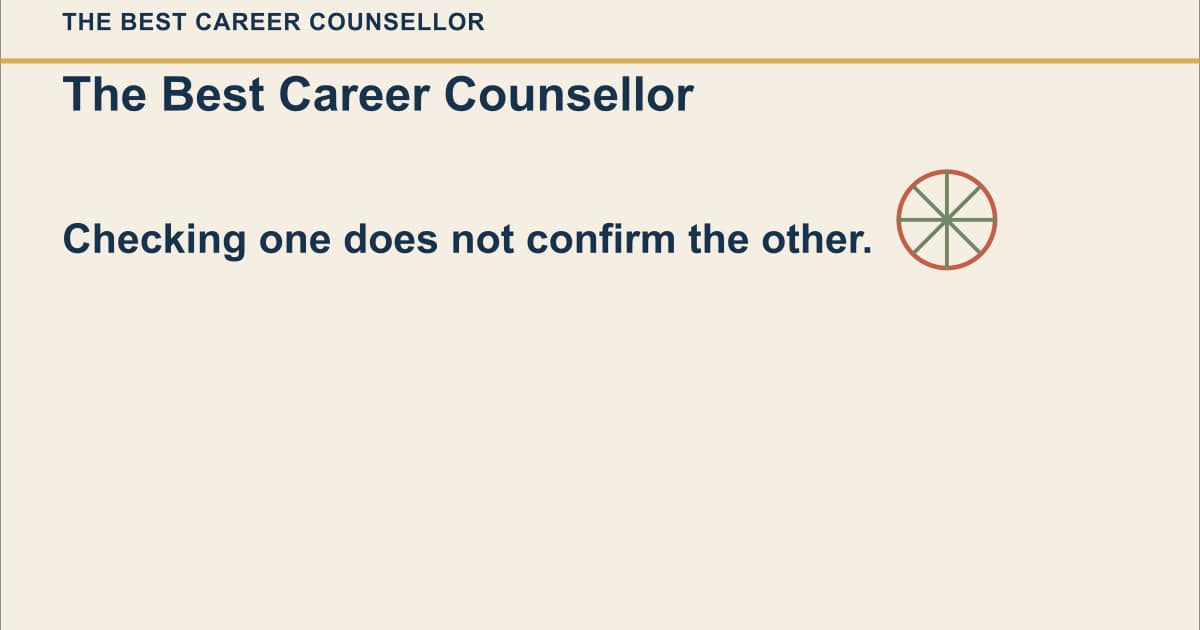 THE BEST CAREER COUNSELLOR
The Best Career Counsellor
Checking one does not confirm the other.